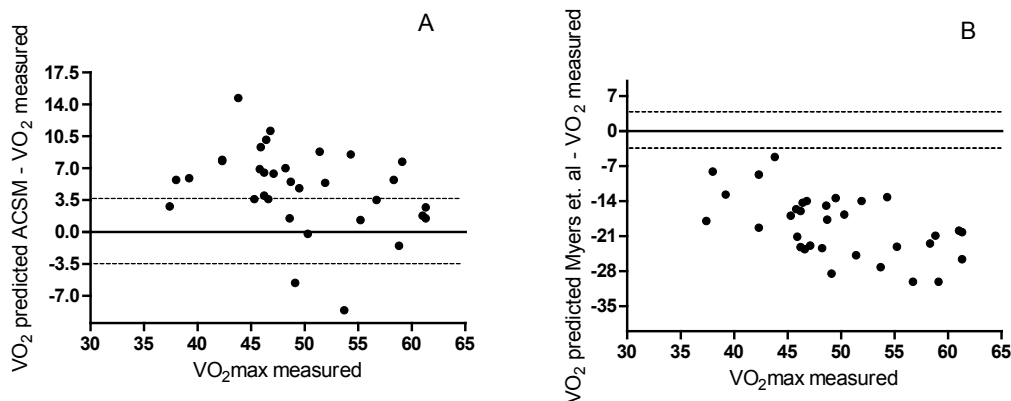 A
VO2 predicted ACSM - VO2 measured
17.5
14.0
10.5
7.0
3.5
0.0
-3.5
-7.0
30 35 40 45 50 55 60 65
VO2max measured
B
VO2 predicted Myers et. al - VO2 measured
7
0
-7
-14
-21
-28
-35
30 35 40 45 50 55 60 65
VO2max measured